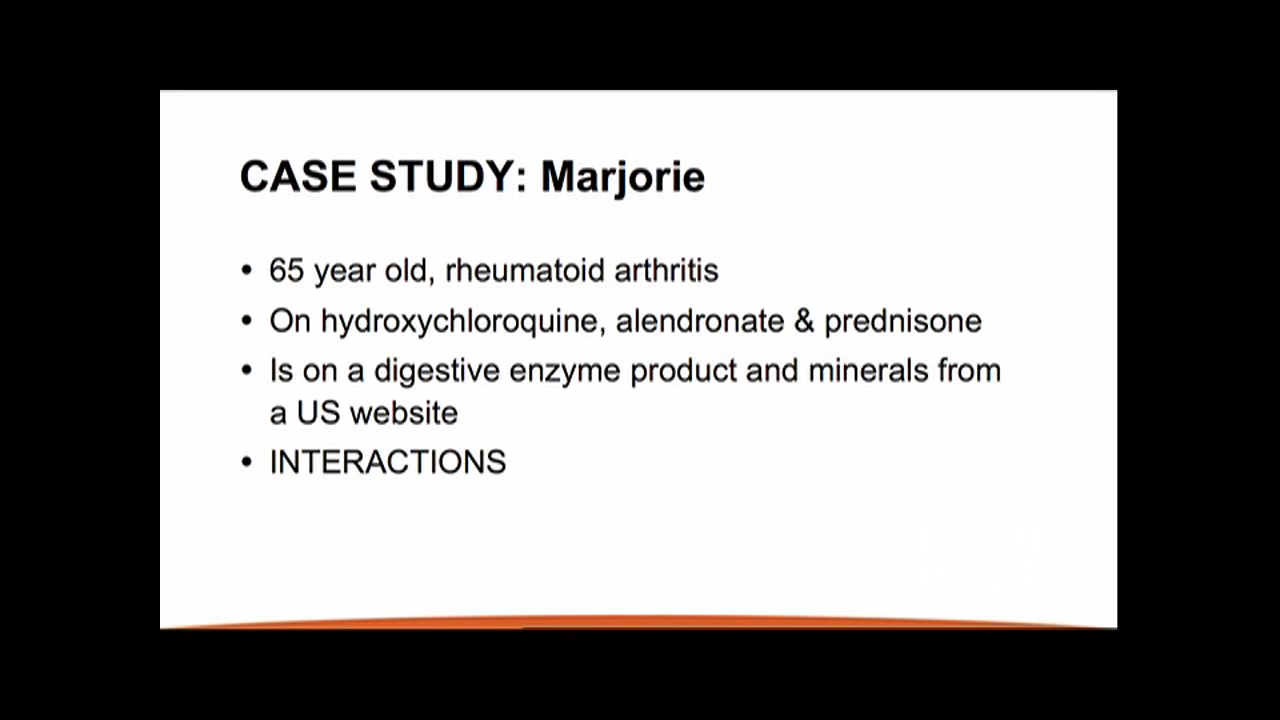 CASE STUDY: Marjorie
• 65 year old, rheumatoid arthritis
• On hydroxychloroquine, alendronate & prednisone
• Is on a digestive enzyme product and minerals from
a US website
• INTERACTIONS